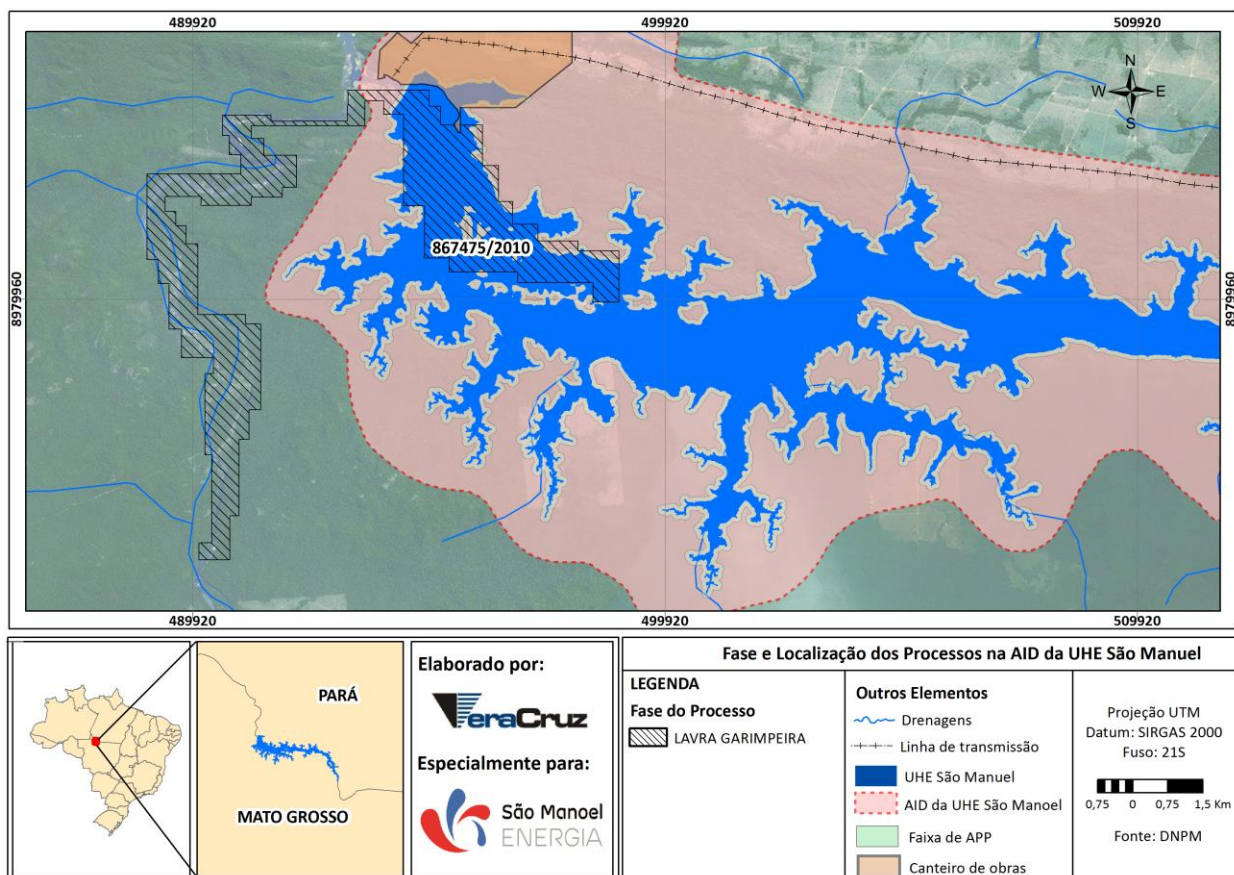 489920
499920
509920
8979960
8979960
N
W
E
S
867475/2010
489920
499920
509920
PARÁ
MATO GROSSO
Elaborado por:
VeraCruz
Especialmente para:
São Manoel
ENERGIA
Fase e Localização dos Processos na AID da UHE São Manuel
LEGENDA
Fase do Processo
LAVRA GARIMPEIRA
Outros Elementos
Drenagens
Linha de transmissão
UHE São Manuel
AID da UHE São Manoel
Faixa de APP
Canteiro de obras
Projeção UTM
Datum: SIRGAS 2000
Fuso: 21S
0,75 0 0,75 1,5 Km
Fonte: DNPM